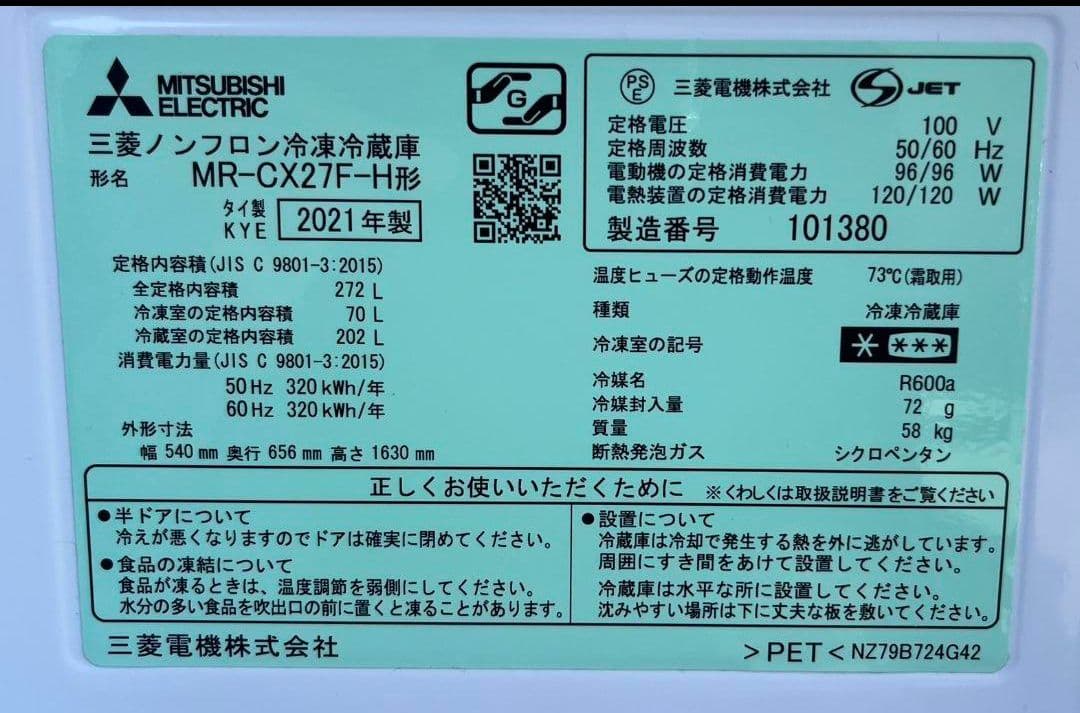 MITSUBISHI
ELECTRIC
三菱ノンフロン冷凍冷蔵庫
形名 MR-CX27F-H形
タイ製
KYE
2021年製
G
定格内容積(JIS C 9801-3:2015)
全定格内容積 272 L
冷凍室の定格内容積 70 L
冷蔵室の定格内容積 202 L
消費電力量(JIS C 9801-3:2015)
50Hz 320kWh/年
60Hz 320kWh/年
外形寸法
幅 540 mm 奥行 656 mm 高さ 1630 mm
PSE 三菱電機株式会社 S JET
定格電圧 100 V
定格周波数 50/60 Hz
電動機の定格消費電力 96/96 W
電熱装置の定格消費電力 120/120 W
製造番号 101380
温度ヒューズの定格動作温度 73℃(霜取用)
種類 冷凍冷蔵庫
冷凍室の記号 * ***
冷媒名 R600a
冷媒封入量 72 g
質量 58 kg
断熱発泡ガス シクロペンタン
正しくお使いいただくために ※くわしくは取扱説明書をご覧ください
●半ドアについて
冷えが悪くなりますのでドアは確実に閉めてください。
●食品の凍結について
食品が凍るときは、温度調節を弱側にしてください。
水分の多い食品を吹出口の前に置くと凍ることがあります。
●設置について
冷蔵庫は冷却で発生する熱を外に逃がしています。
周囲にすき間をあけて設置してください。
冷蔵庫は水平な所に設置してください。
沈みやすい場所は下に丈夫な板を敷いてください。
三菱電機株式会社
>PET< NZ79B724G42